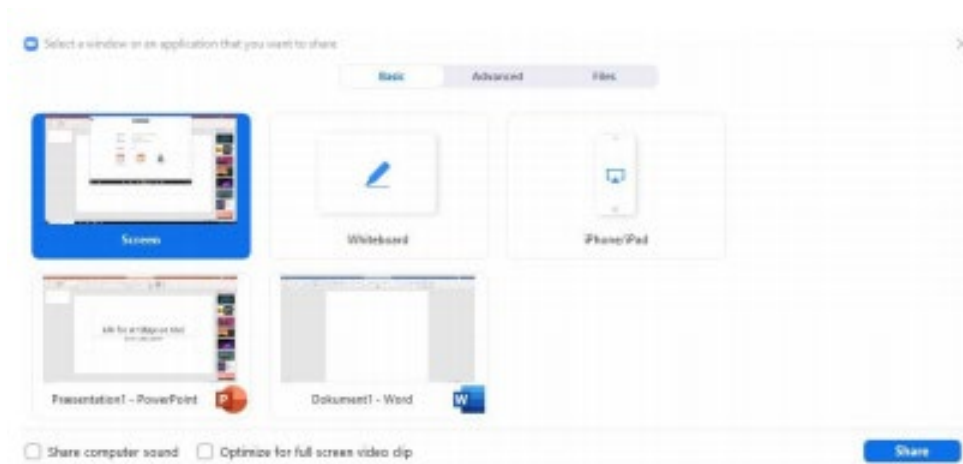 Select a window or an application that you want to share
Basic Advanced Files
Screen Whiteboard iPhone/iPad
Præsentation1 - PowerPoint Dokument1 - Word
Share computer sound Optimize for full screen video clip Share